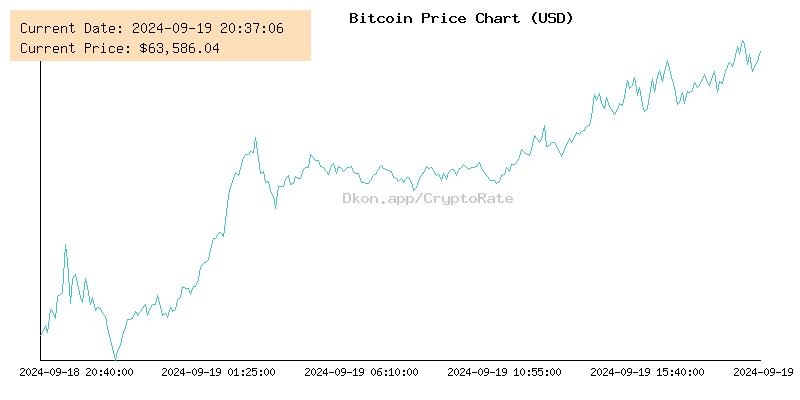 Bitcoin Price Chart (USD)
Current Date: 2024-09-19 20:37:06
Current Price: $63,586.04
Dkon.app/CryptoRate
2024-09-18 20:40:00 2024-09-19 01:25:00 2024-09-19 06:10:00 2024-09-19 10:55:00 2024-09-19 15:40:00 2024-09-19